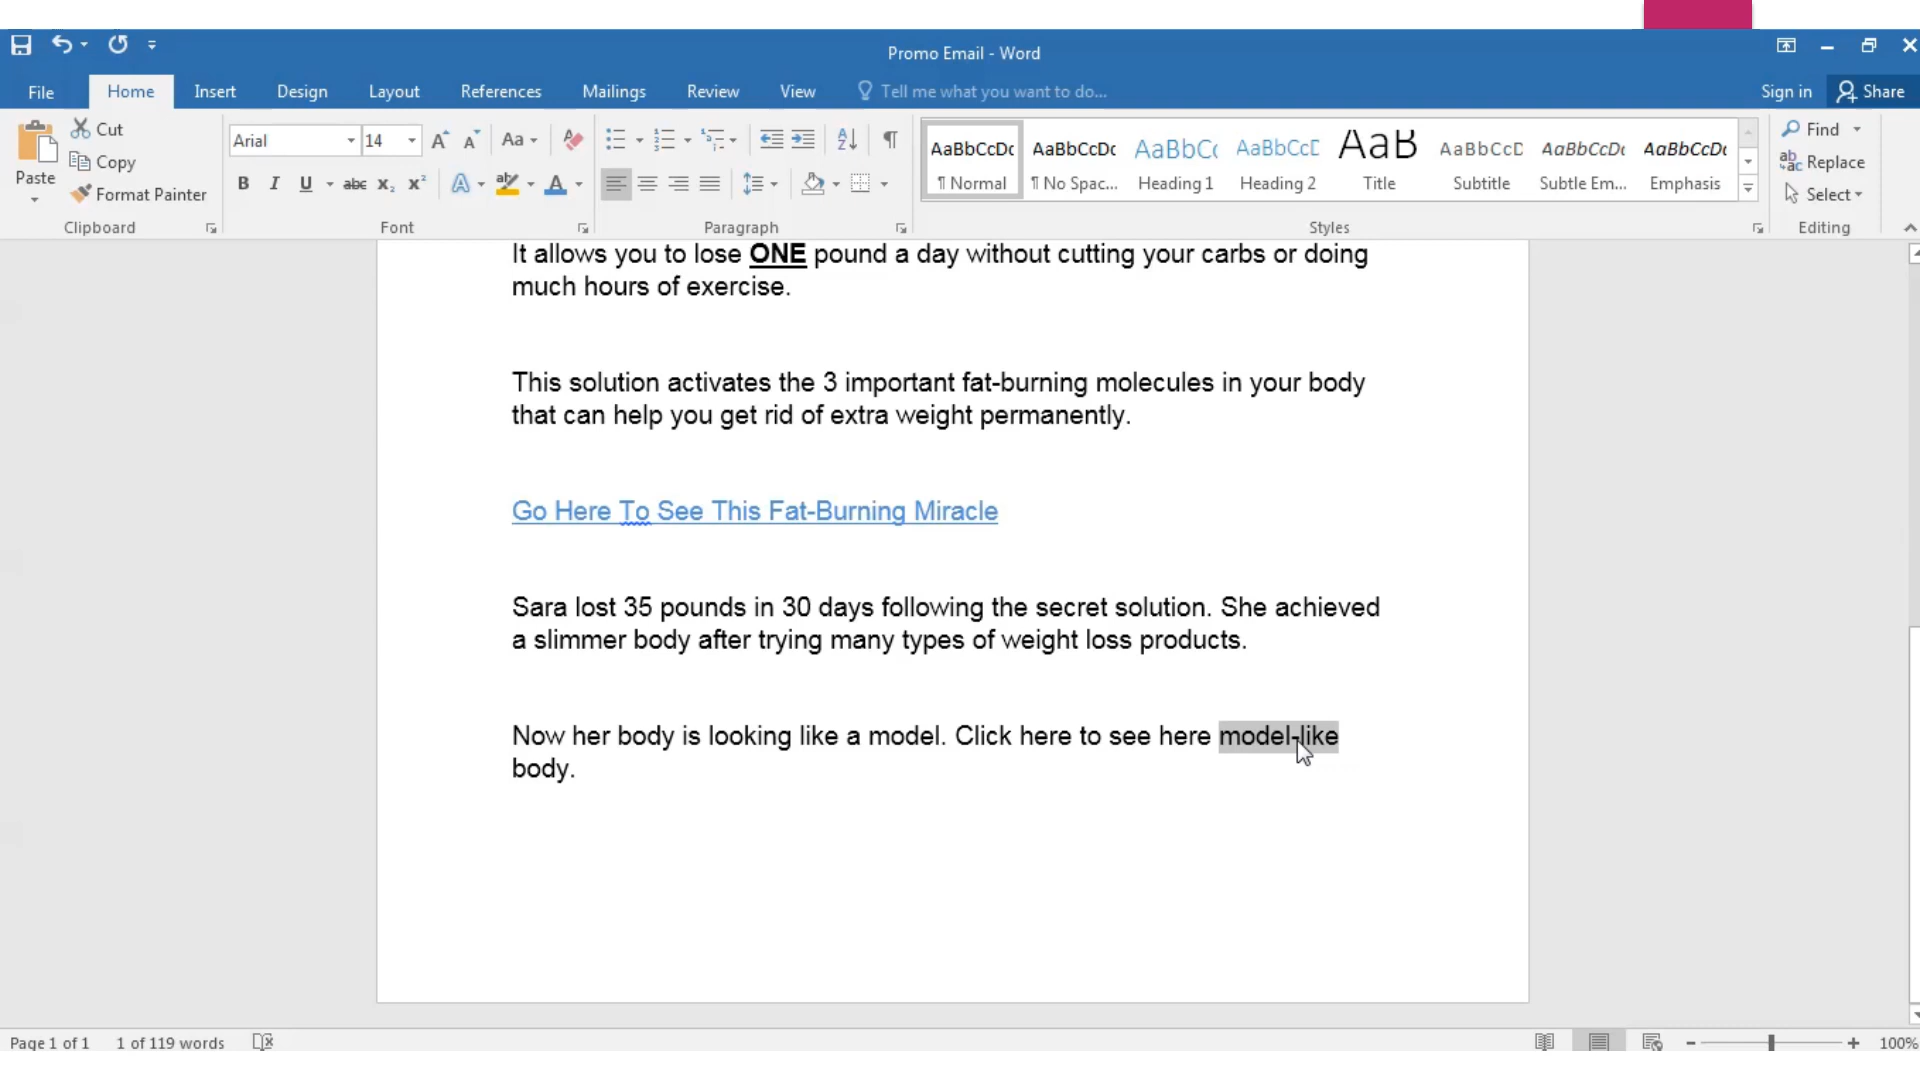 Promo Email - Word
File Home Insert Design Layout References Mailings Review View Tell me what you want to do... Sign in Share
Paste
Cut
Copy
Format Painter
Clipboard
Arial 14 Aa
B I U abc x₂ x²
Font
Paragraph
AaBbCcDc AaBbCcDc AaBbC AaBbCcD AaB AaBbCcD AaBbCcDc AaBbCcDc
¶ Normal ¶ No Spac... Heading 1 Heading 2 Title Subtitle Subtle Em... Emphasis
Styles
Find
Replace
Select
Editing
It allows you to lose ONE pound a day without cutting your carbs or doing
much hours of exercise.
This solution activates the 3 important fat-burning molecules in your body
that can help you get rid of extra weight permanently.
Go Here To See This Fat-Burning Miracle
Sara lost 35 pounds in 30 days following the secret solution. She achieved
a slimmer body after trying many types of weight loss products.
Now her body is looking like a model. Click here to see here model-like
body.
Page 1 of 1 1 of 119 words 100%